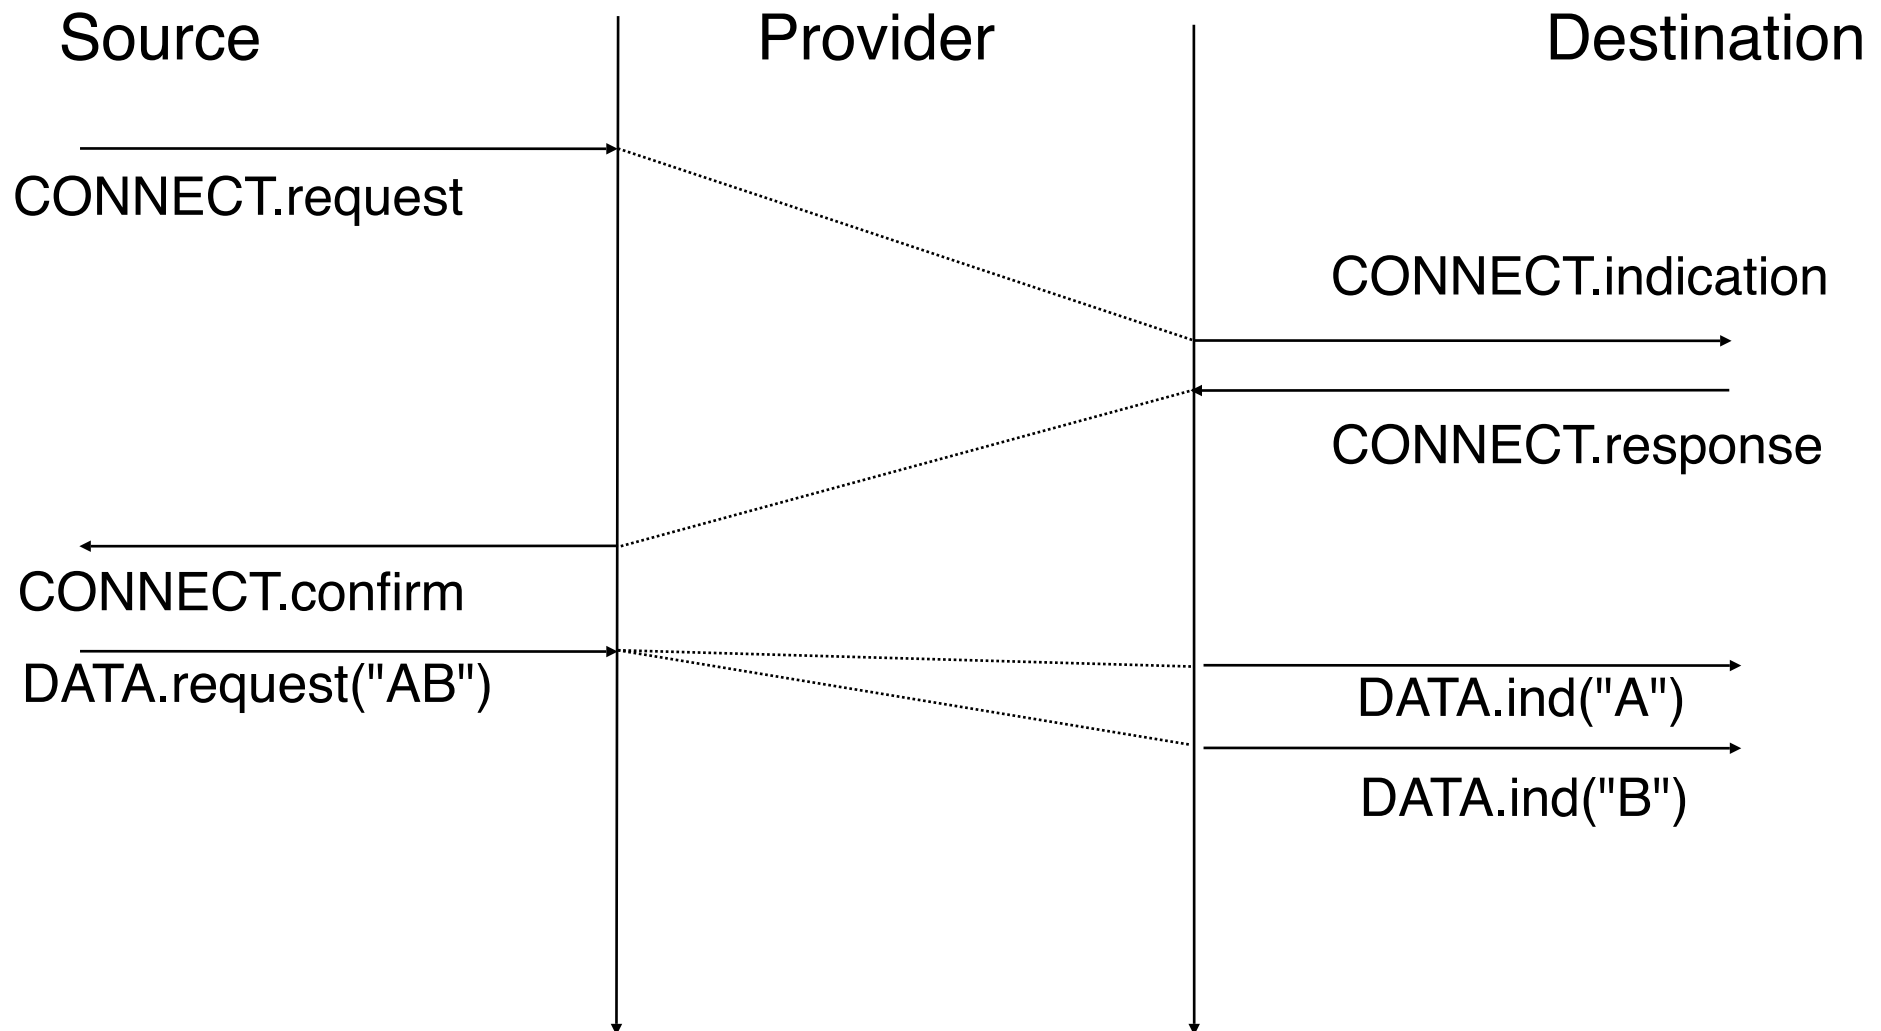 Source
Provider
Destination
CONNECT.request
CONNECT.indication
CONNECT.response
CONNECT.confirm
DATA.request("AB")
DATA.ind("A")
DATA.ind("B")